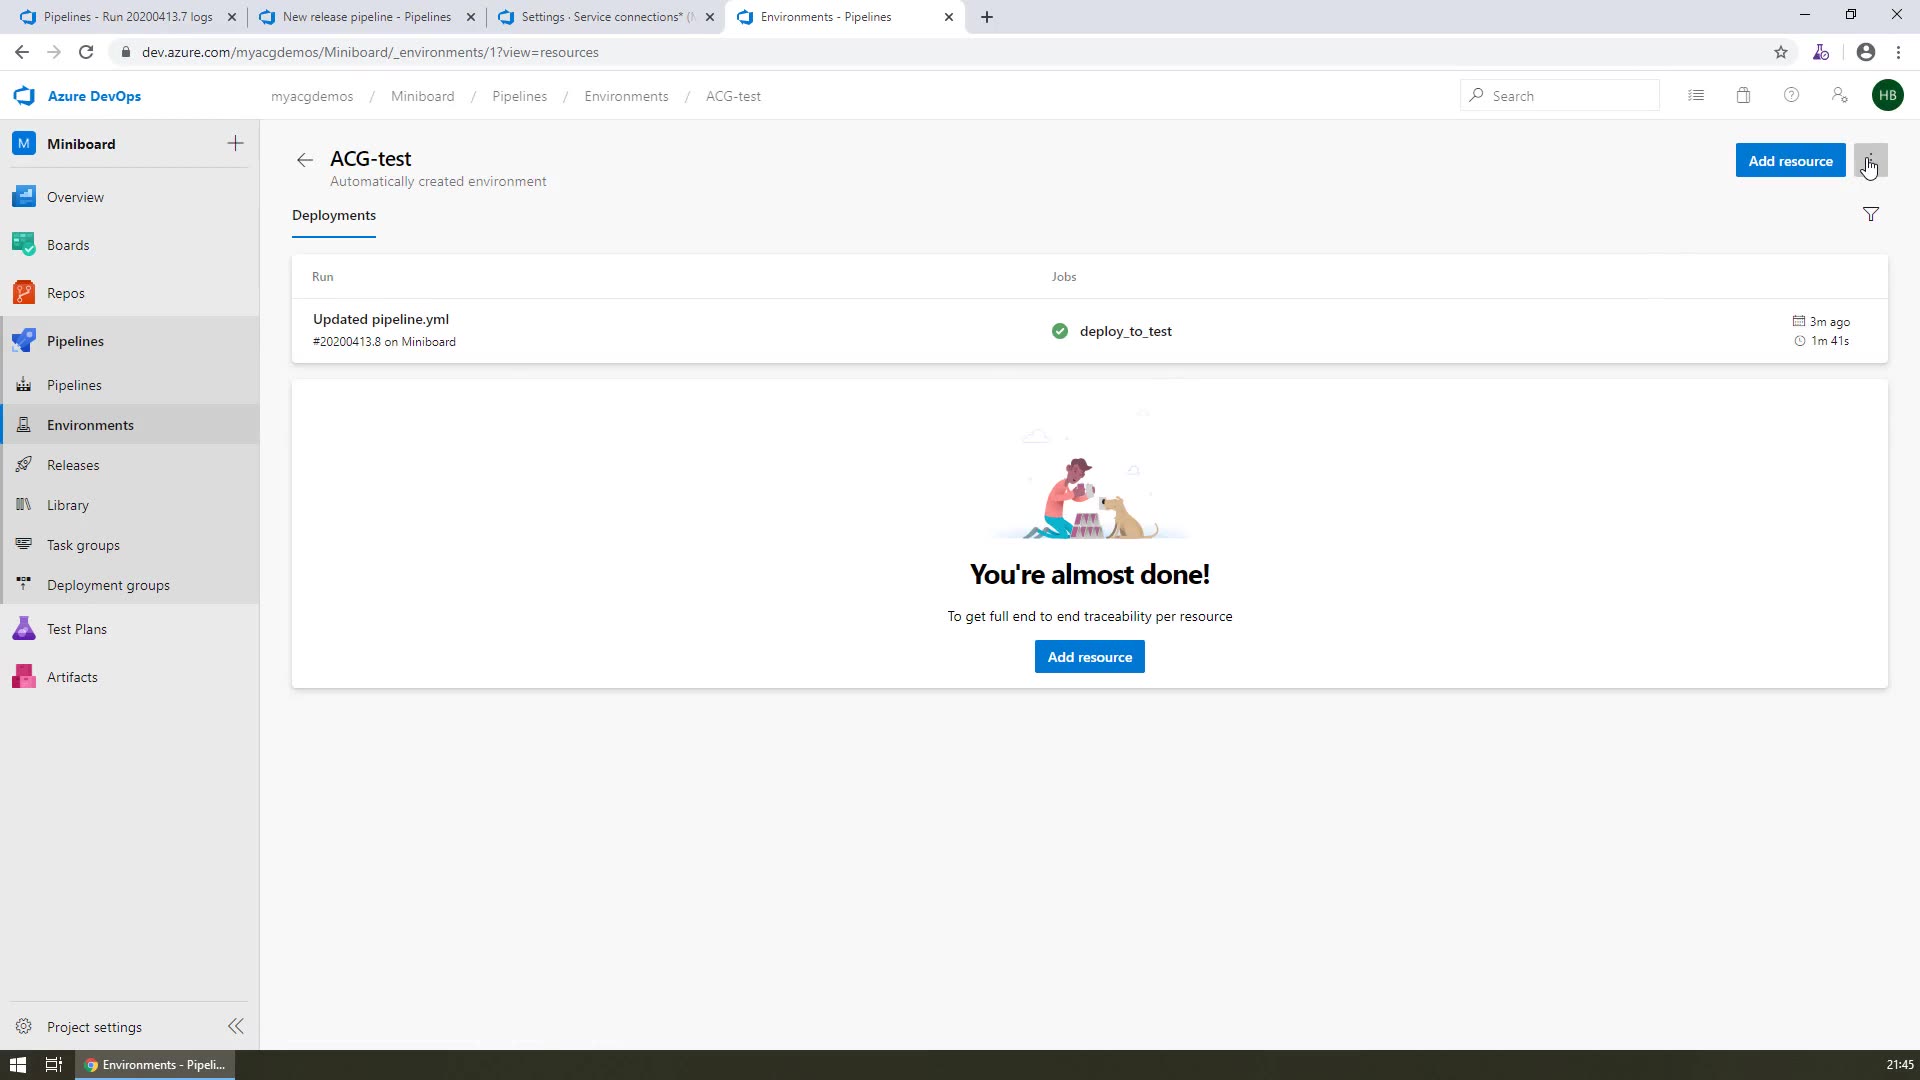 Pipelines - Run 20200413.7 logs
New release pipeline - Pipelines
Settings · Service connections* (
Environments - Pipelines
dev.azure.com/myacgdemos/Miniboard/_environments/1?view=resources
Azure DevOps
myacgdemos / Miniboard / Pipelines / Environments / ACG-test
Search
HB
M Miniboard
Overview
Boards
Repos
Pipelines
Pipelines
Environments
Releases
Library
Task groups
Deployment groups
Test Plans
Artifacts
Project settings
ACG-test
Automatically created environment
Add resource
Deployments
Run
Jobs
Updated pipeline.yml
#20200413.8 on Miniboard
deploy_to_test
3m ago
1m 41s
You're almost done!
To get full end to end traceability per resource
Add resource
Environments - Pipeli...
21:45